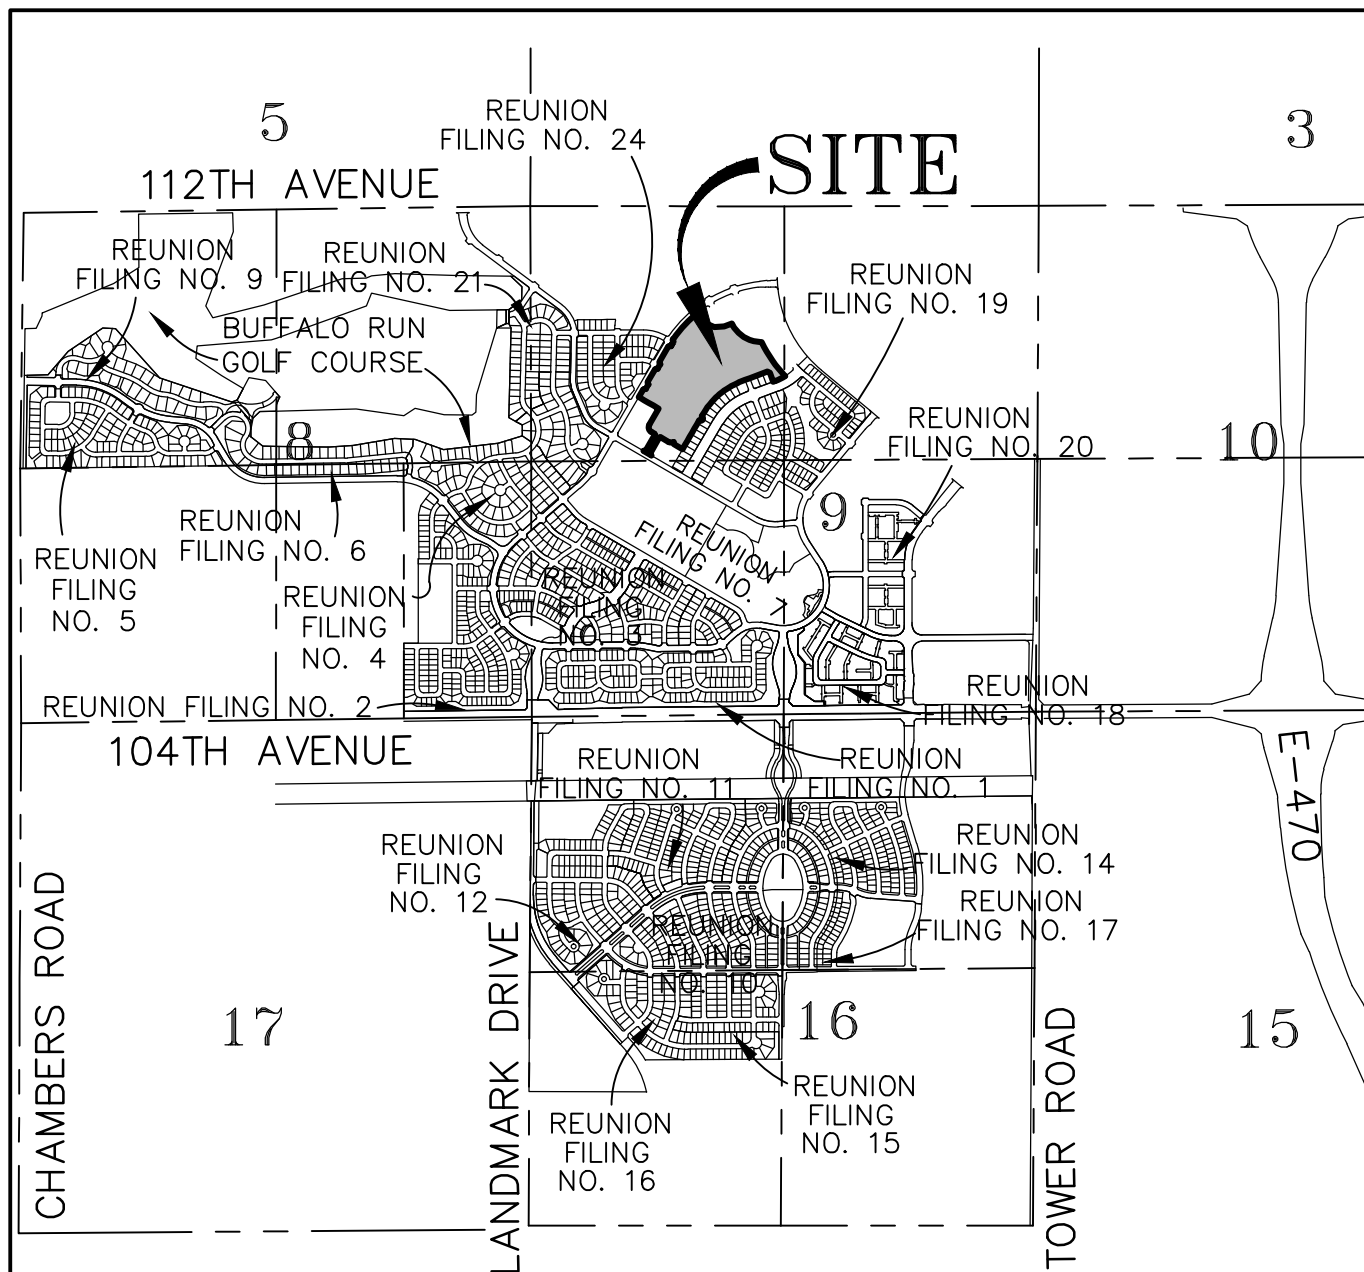 5
REUNION
FILING NO. 24
SITE
3
112TH AVENUE
REUNION
FILING NO. 9
REUNION
FILING NO. 21
REUNION
FILING NO. 19
BUFFALO RUN
GOLF COURSE
8
REUNION
FILING NO. 20
10
9
REUNION
FILING NO. 6
REUNION
FILING NO. 7
REUNION
FILING
NO. 5
REUNION
FILING
NO. 4
REUNION
FILING
NO. 3
REUNION FILING NO. 2
REUNION
FILING NO. 18
104TH AVENUE
REUNION
FILING NO. 11
REUNION
FILING NO. 1
E-470
REUNION
FILING
NO. 12
REUNION
FILING NO. 14
REUNION
FILING NO. 17
REUNION
FILING
NO. 10
CHAMBERS ROAD
LANDMARK DRIVE
TOWER ROAD
17
16
15
REUNION
FILING
NO. 15
REUNION
FILING
NO. 16